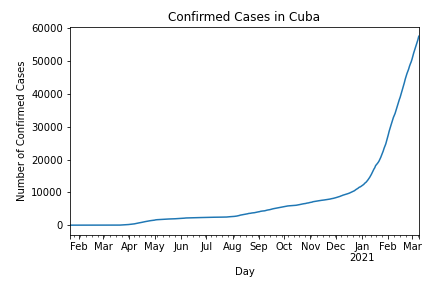 Confirmed Cases in Cuba
Number of Confirmed Cases
60000
50000
40000
30000
20000
10000
0
Feb Mar Apr May Jun Jul Aug Sep Oct Nov Dec Jan Feb Mar
2021
Day